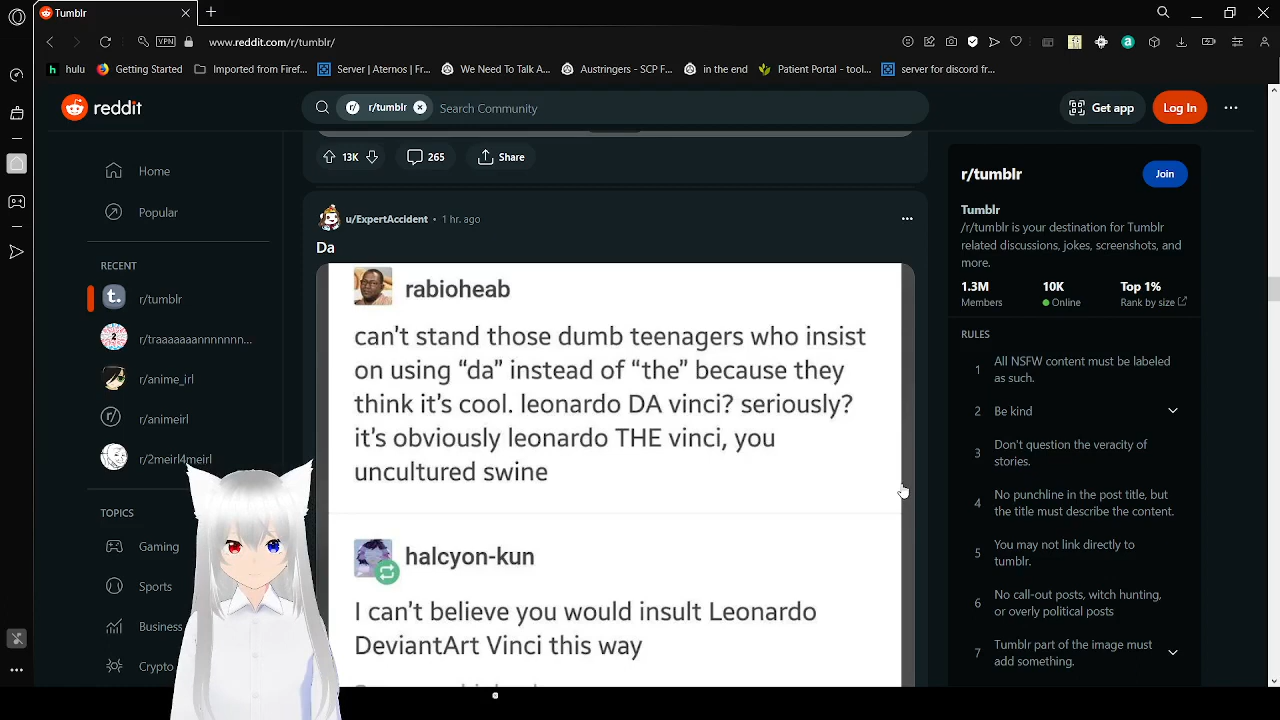 Tumblr
VPN
www.reddit.com/r/tumblr/
hulu
Getting Started
Imported from Firef...
Server | Aternos | Fr...
We Need To Talk A...
Austringers - SCP F...
in the end
Patient Portal - tool...
server for discord fr...
reddit
r/tumblr
Search Community
Get app
Log In
13K
265
Share
Home
Popular
RECENT
r/tumblr
r/traaaaaaannnnnnn...
r/anime_irl
r/animeirl
r/2meirl4meirl
TOPICS
Gaming
Sports
Business
Crypto
u/ExpertAccident • 1 hr. ago
Da
rabioheab
can't stand those dumb teenagers who insist
on using “da” instead of “the” because they
think it's cool. leonardo DA vinci? seriously?
it's obviously leonardo THE vinci, you
uncultured swine
halcyon-kun
I can't believe you would insult Leonardo
DeviantArt Vinci this way
r/tumblr
Join
Tumblr
/r/tumblr is your destination for Tumblr
related discussions, jokes, screenshots, and
more.
1.3M
Members
10K
Online
Top 1%
Rank by size
RULES
1
All NSFW content must be labeled
as such.
2
Be kind
3
Don't question the veracity of
stories.
4
No punchline in the post title, but
the title must describe the content.
5
You may not link directly to
tumblr.
6
No call-out posts, witch hunting,
or overly political posts
7
Tumblr part of the image must
add something.